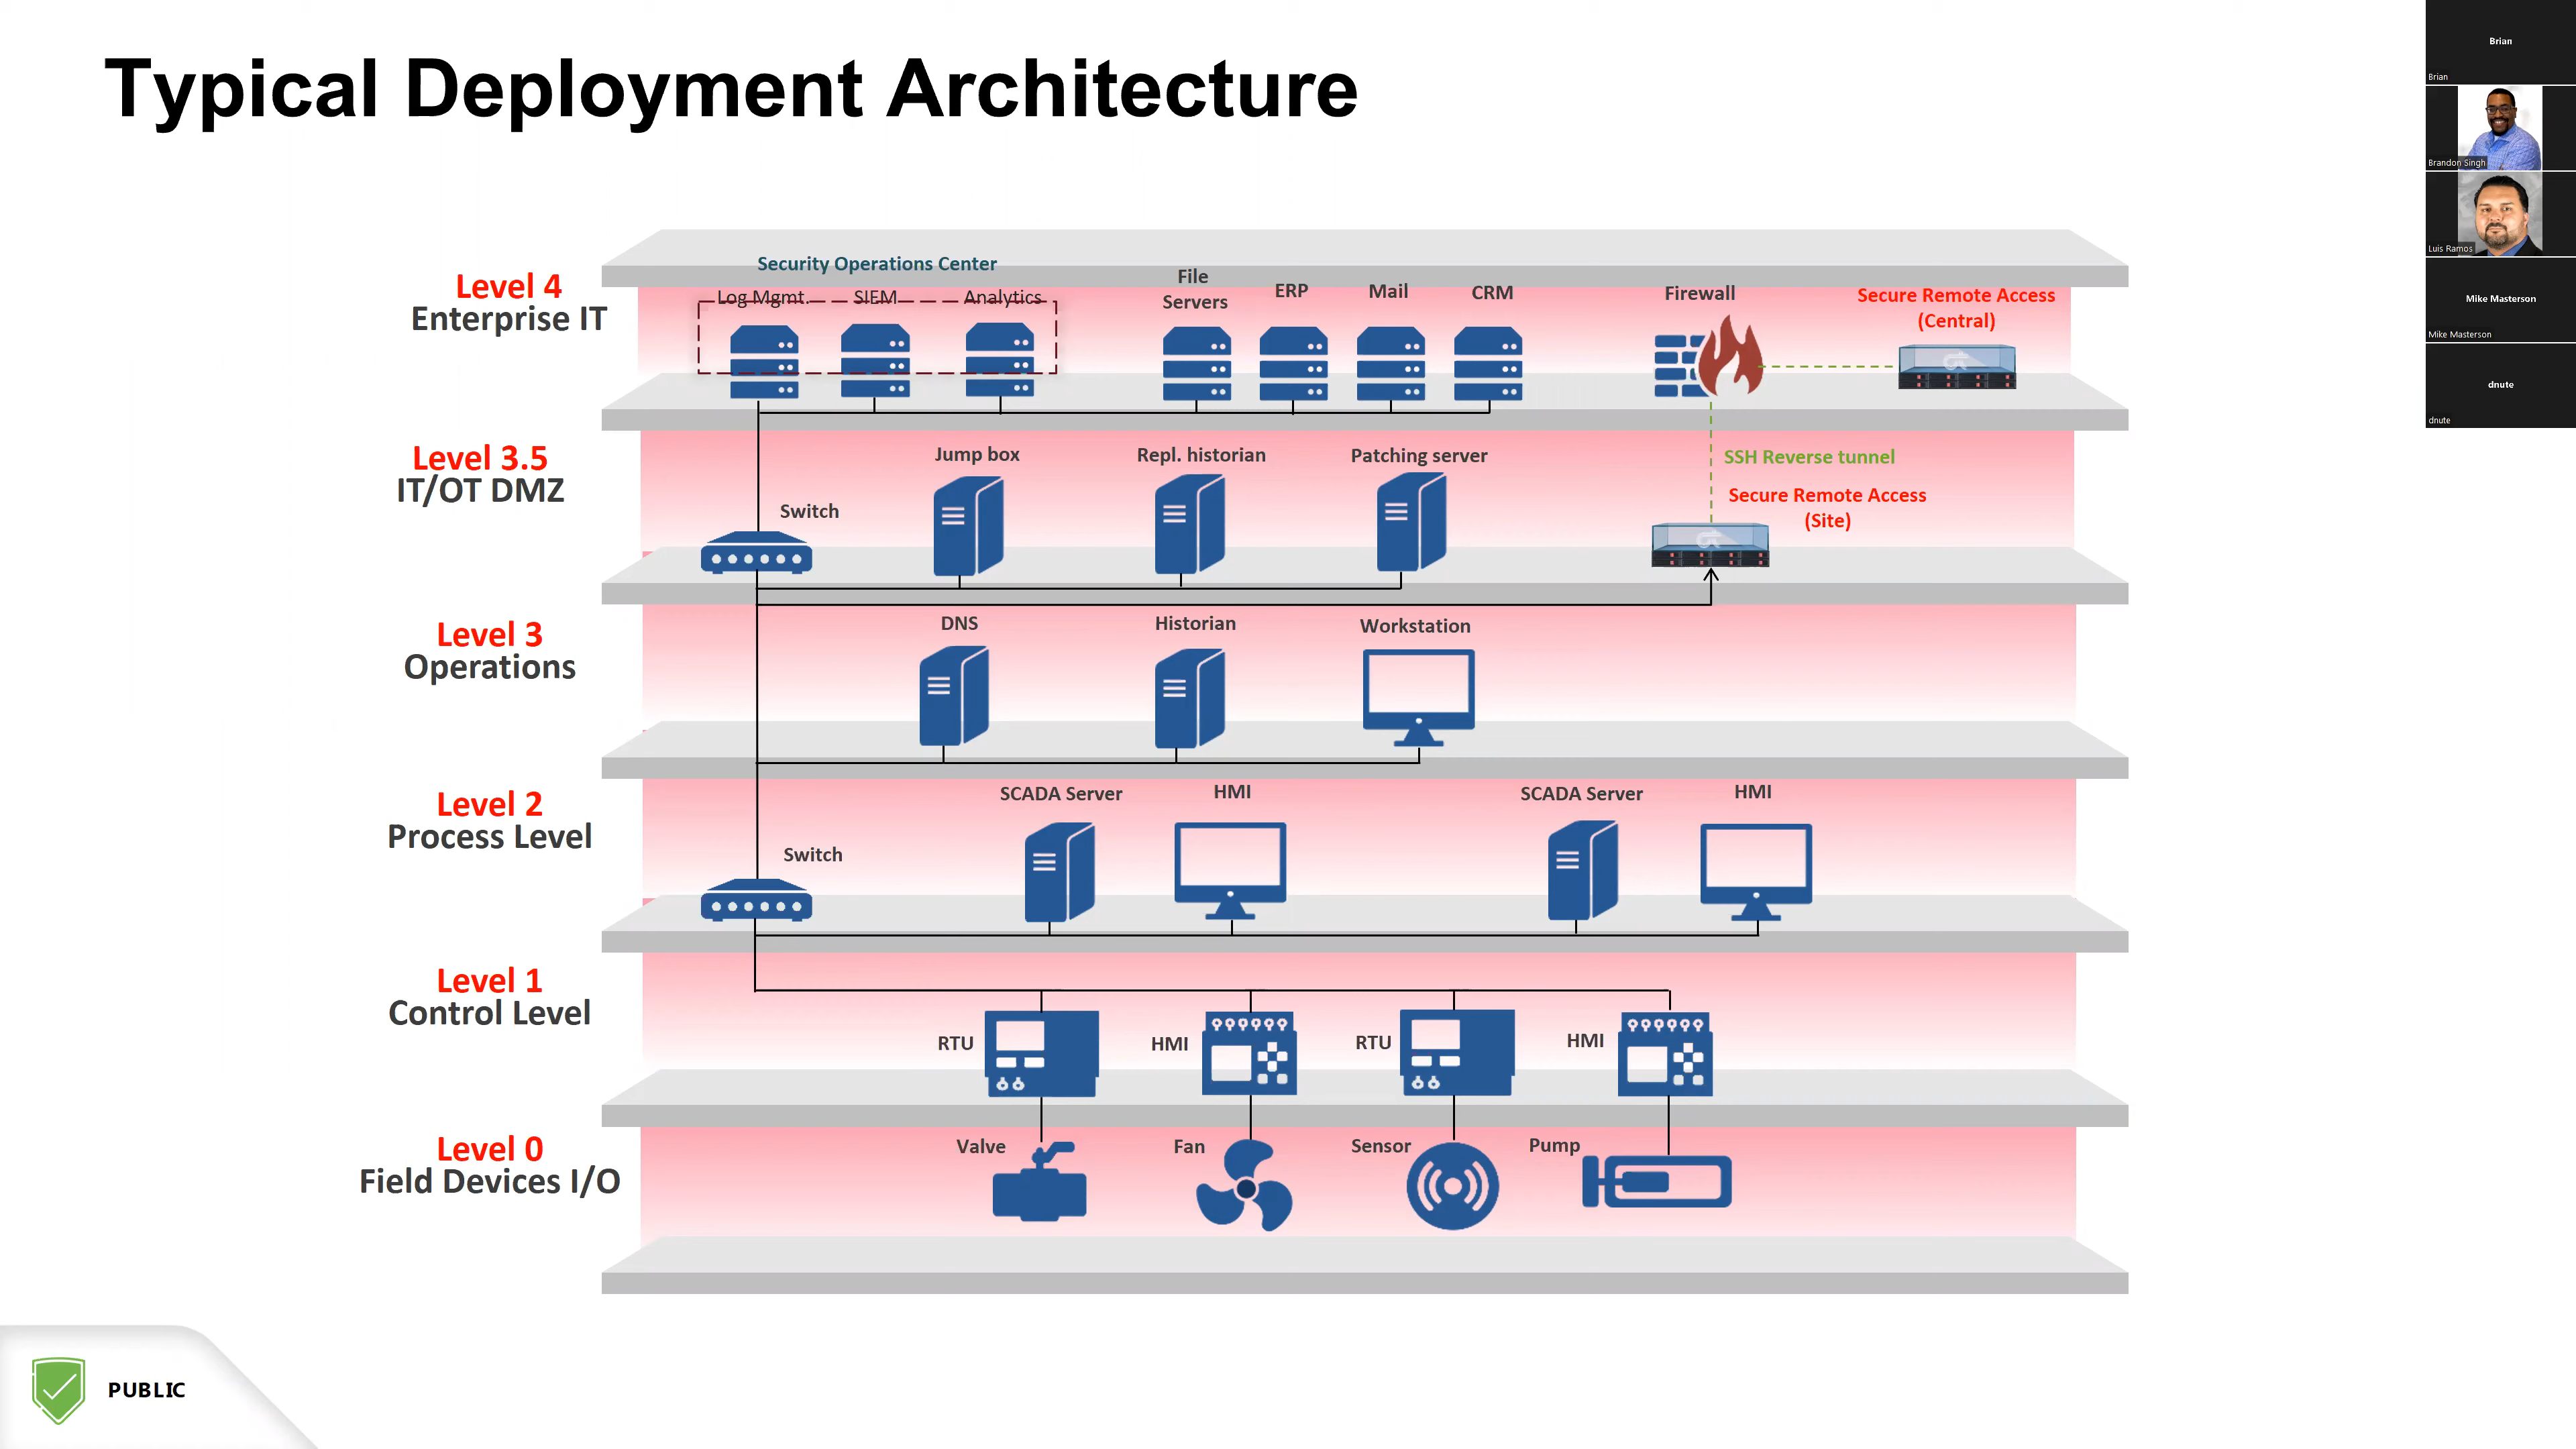 Typical Deployment Architecture
Brian
Brian
Brandon Singh
Luis Ramos
Mike Masterson
Mike Masterson
dnute
dnute
Level 4
Enterprise IT
Security Operations Center
Log Mgmt.
SIEM
Analytics
File
Servers
ERP
Mail
CRM
Firewall
Secure Remote Access
(Central)
Level 3.5
IT/OT DMZ
Switch
Jump box
Repl. historian
Patching server
SSH Reverse tunnel
Secure Remote Access
(Site)
Level 3
Operations
DNS
Historian
Workstation
Level 2
Process Level
Switch
SCADA Server
HMI
SCADA Server
HMI
Level 1
Control Level
RTU
HMI
RTU
HMI
Level 0
Field Devices I/O
Valve
Fan
Sensor
Pump
PUBLIC